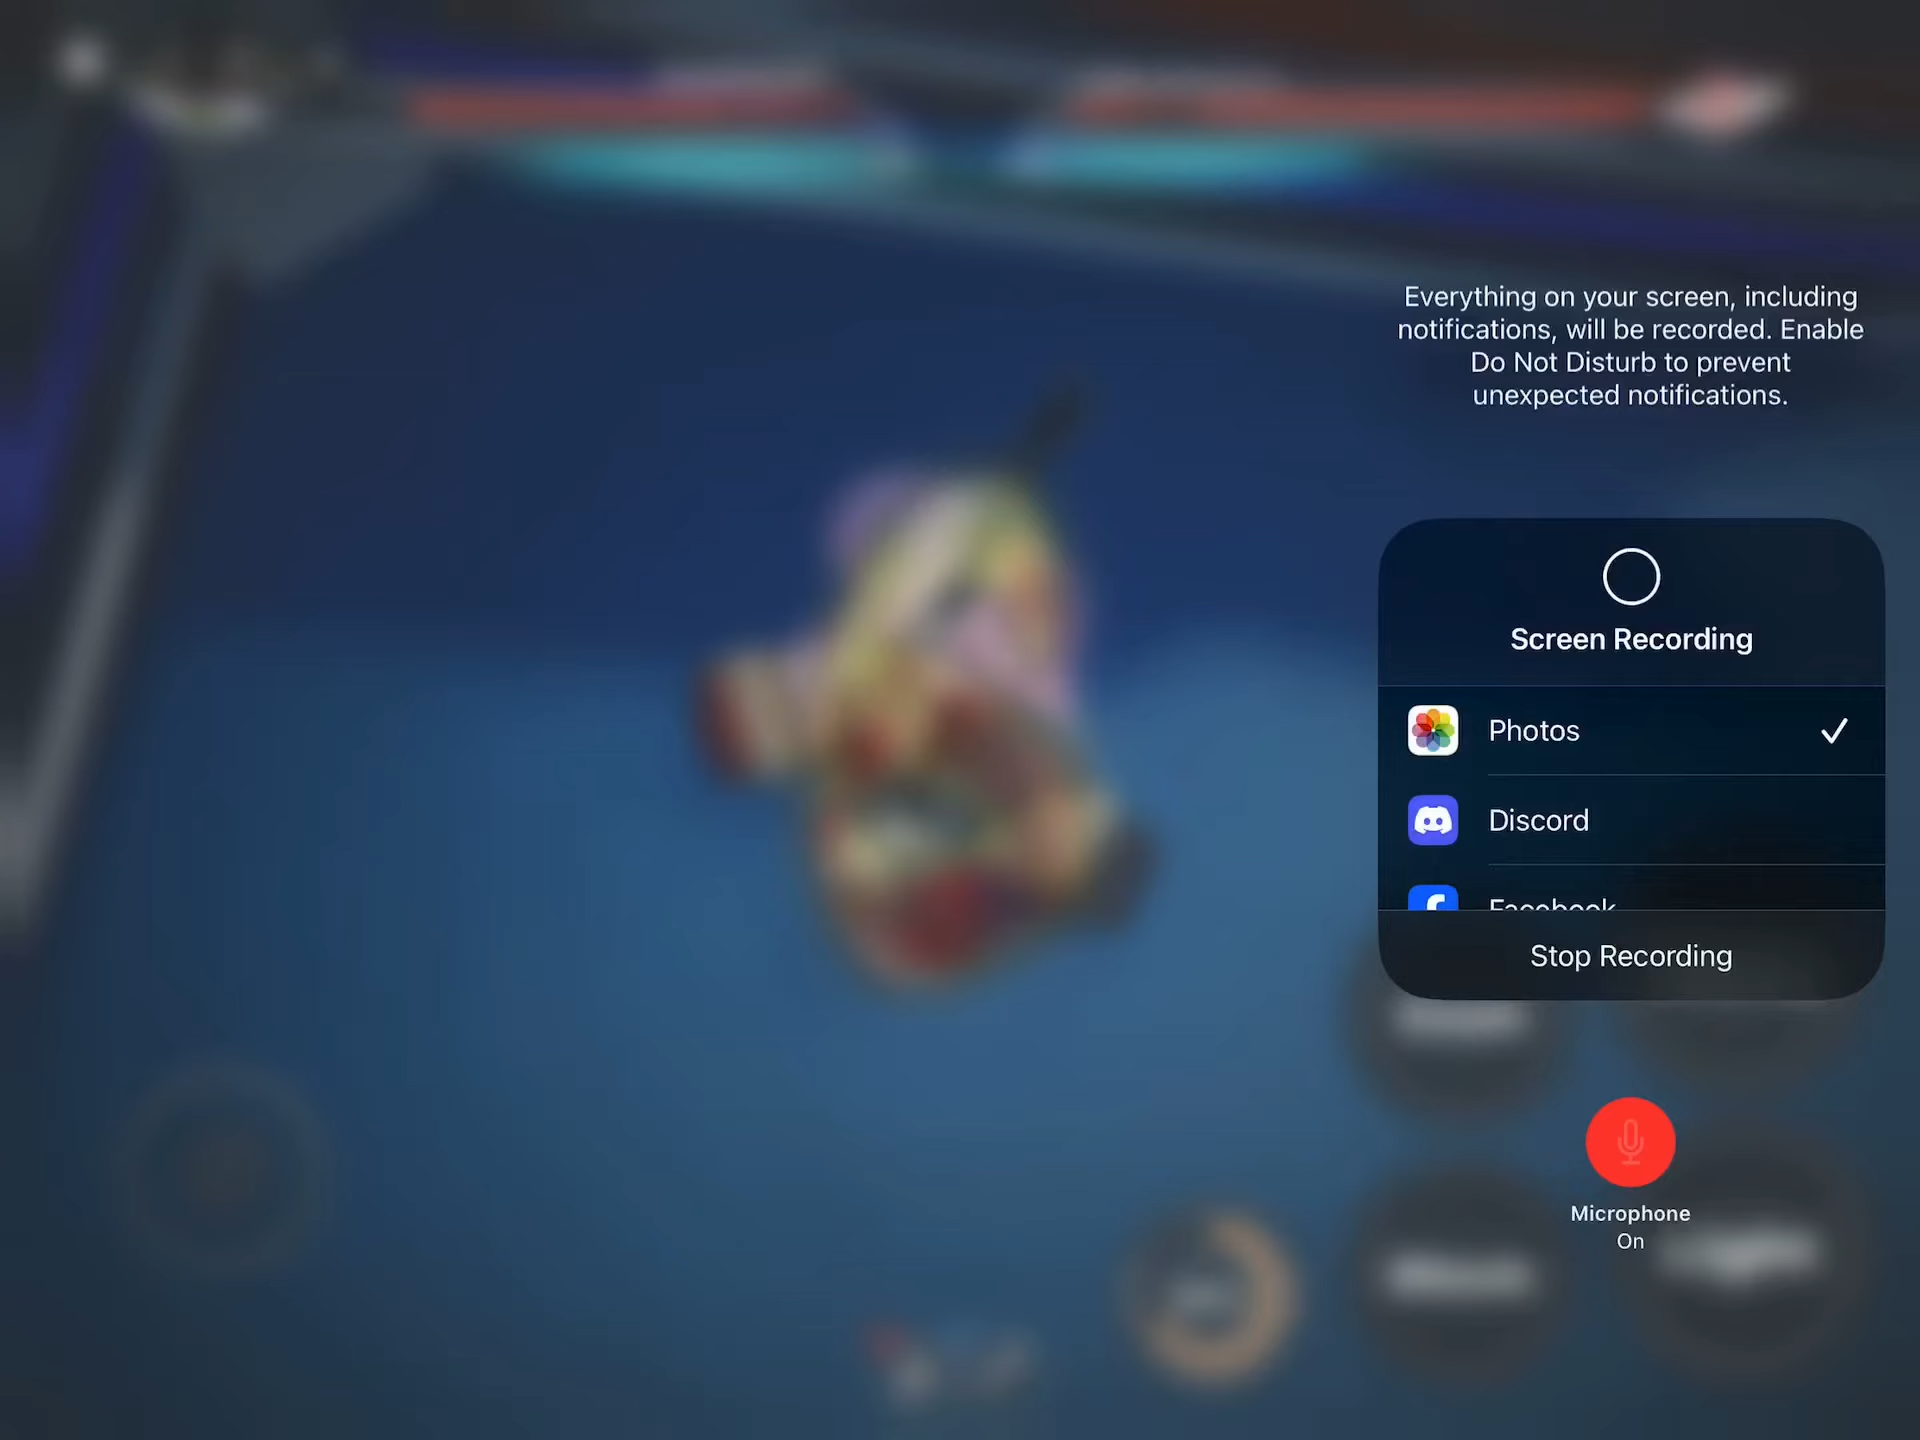 Everything on your screen, including
notifications, will be recorded. Enable
Do Not Disturb to prevent
unexpected notifications.
Screen Recording
Photos
Discord
Facebook
Stop Recording
Microphone
On